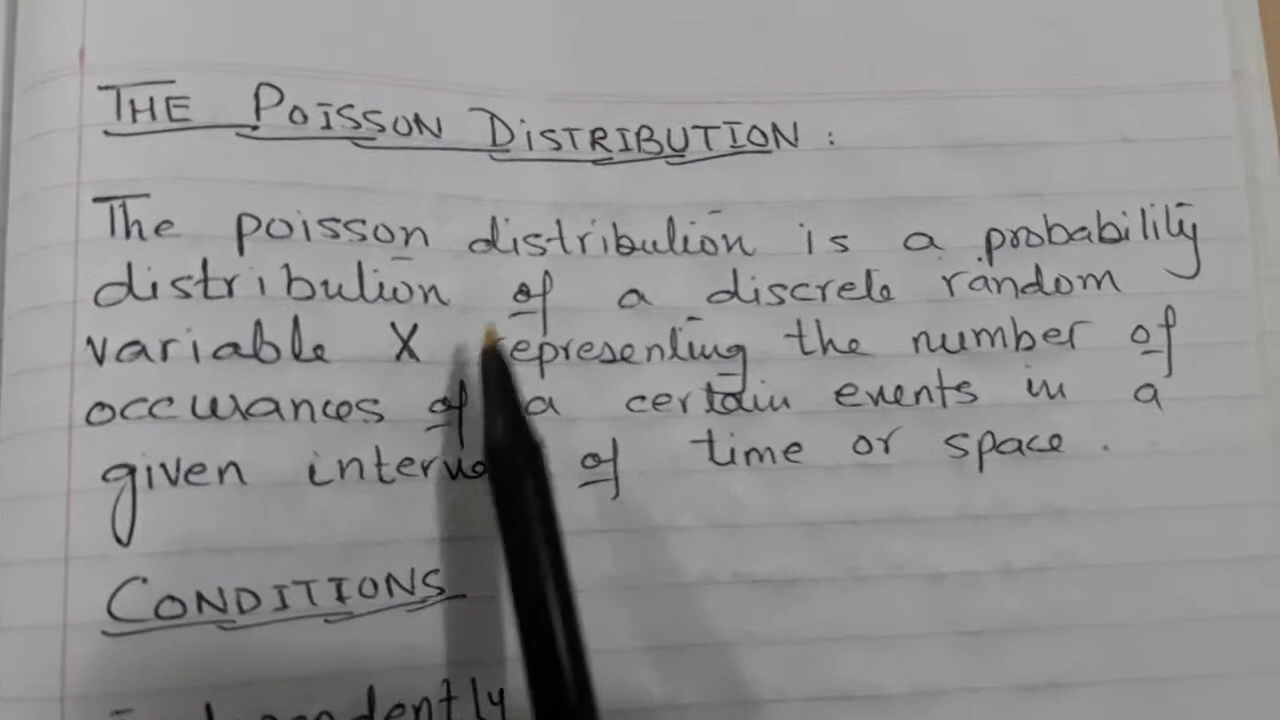 THE POISSON DISTRIBUTION :
The poisson distribution is a probability
distribution of a discrete random
variable X representing the number of
occurances of a certain events in a
given interval of time or space .
CONDITIONS